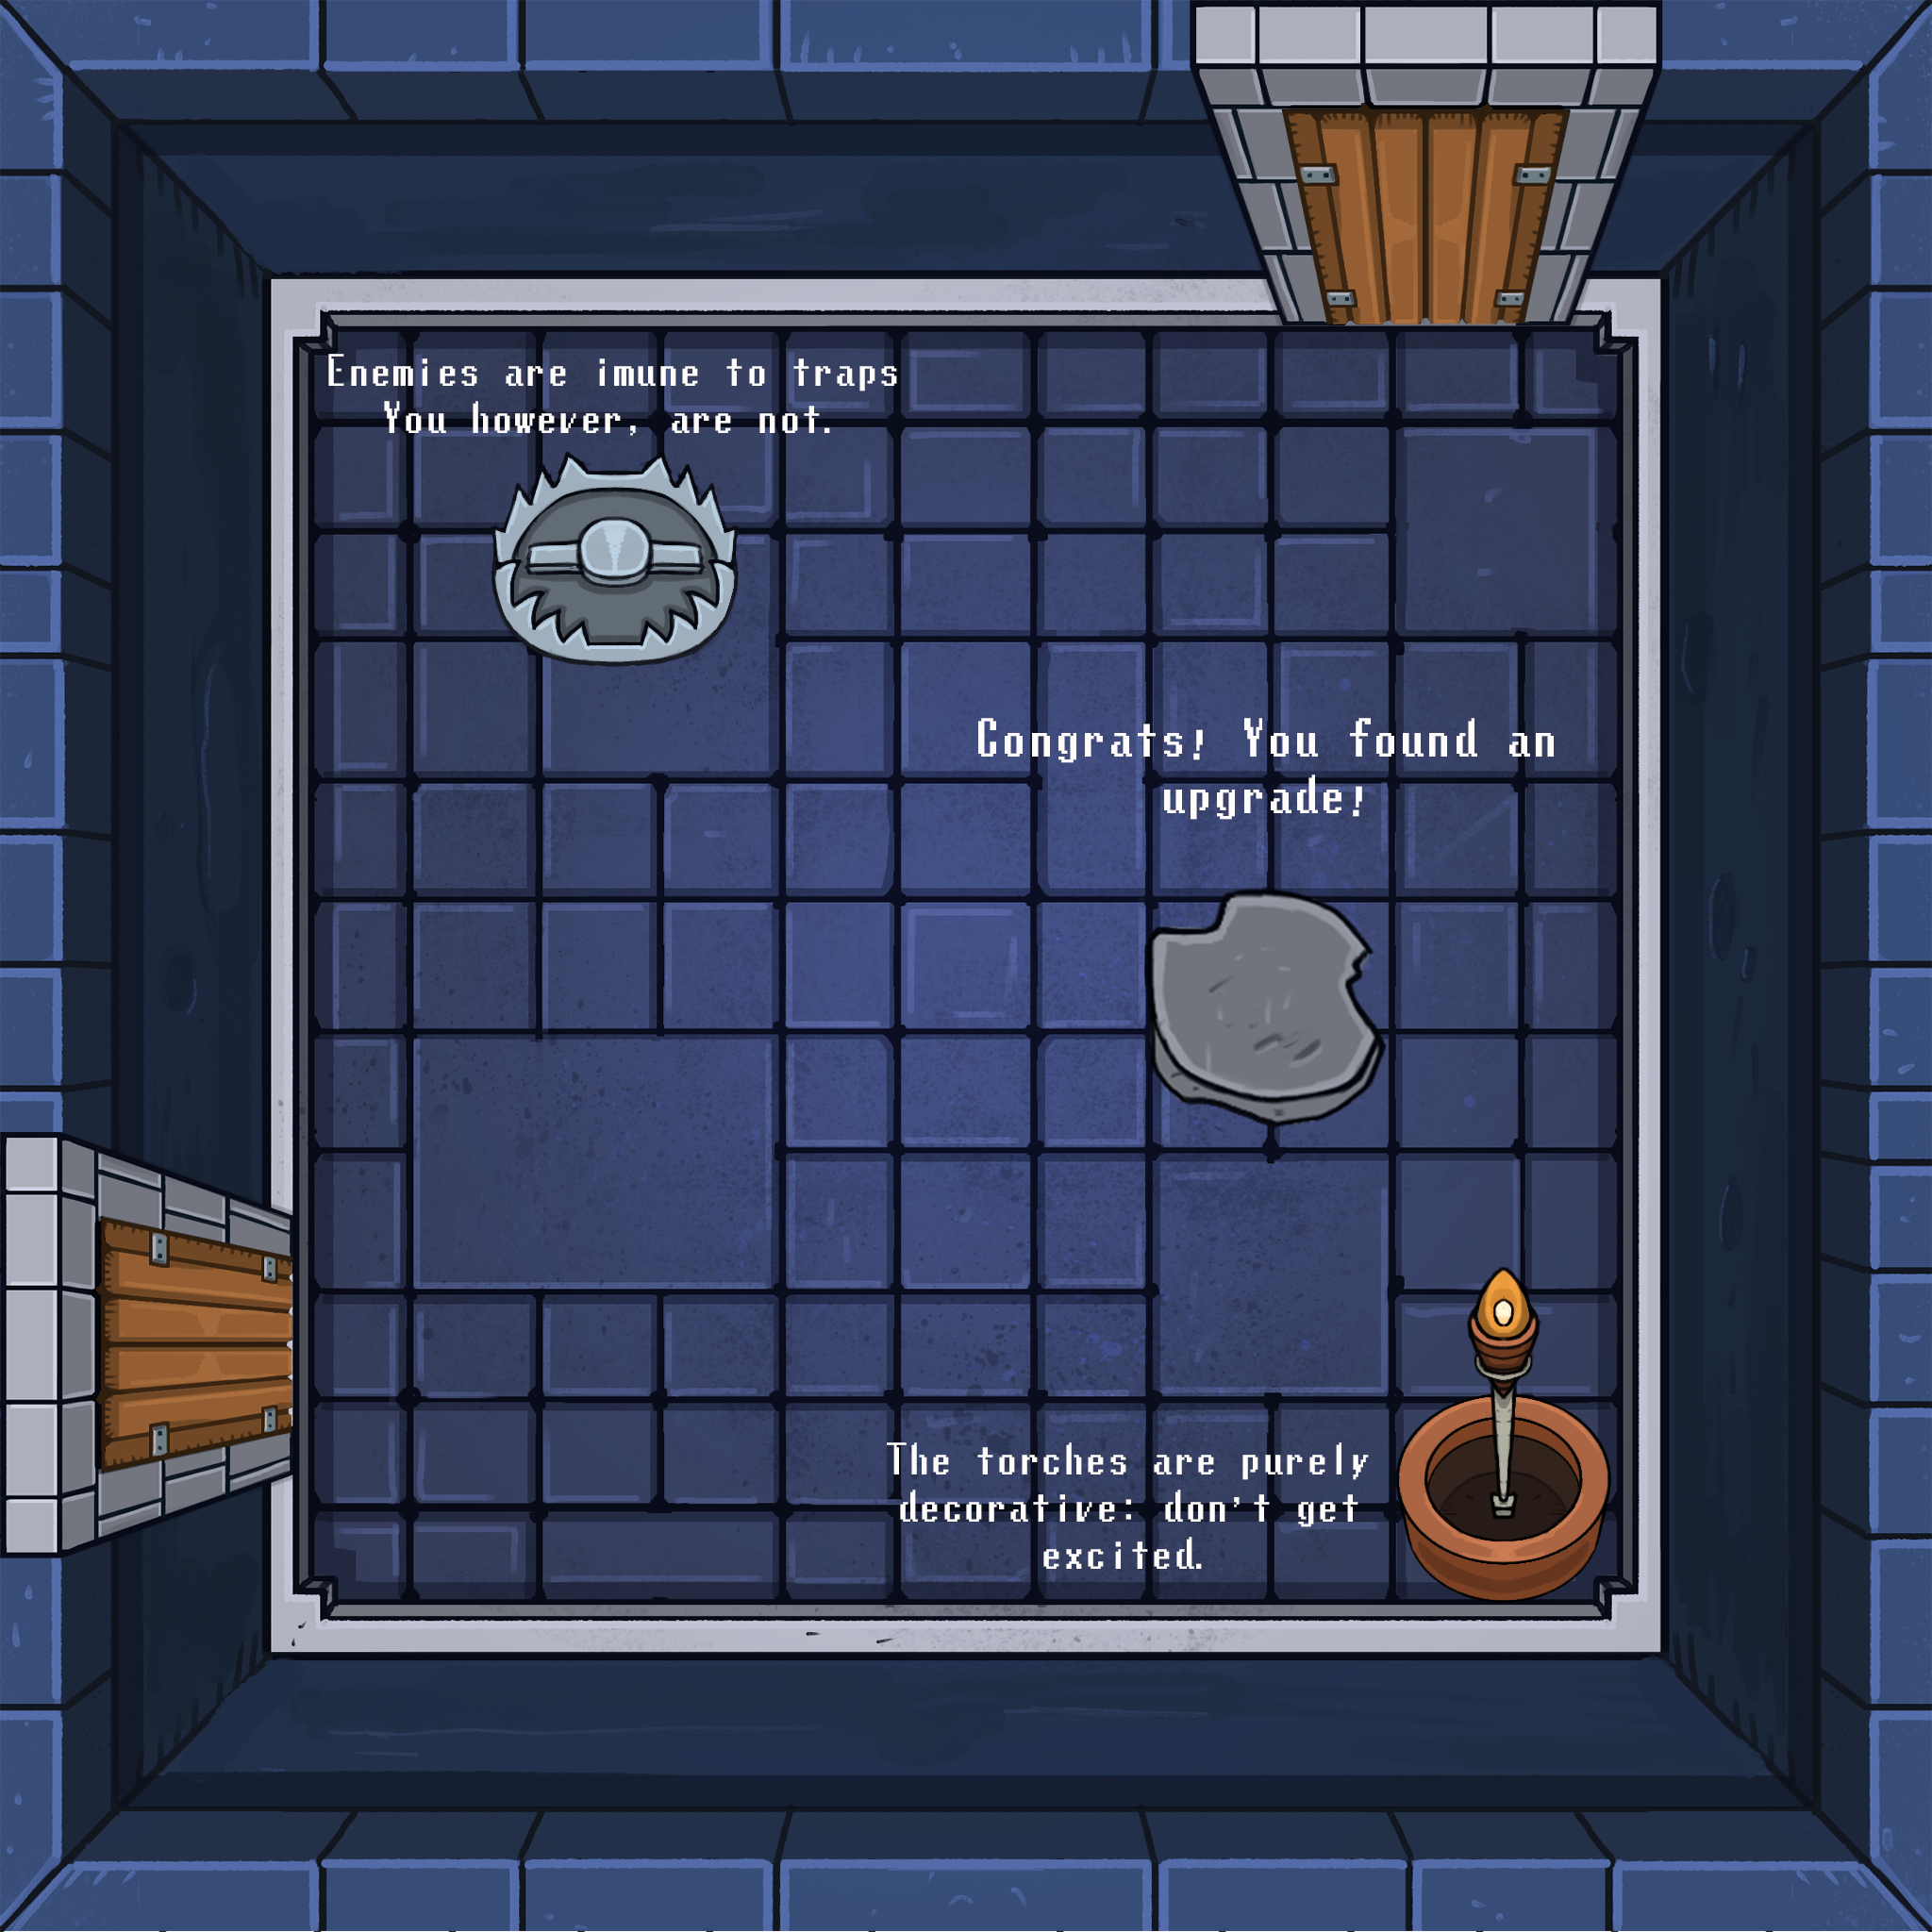 Enemies are imune to traps
You however, are not.
Congrats! You found an
upgrade!
The torches are purely
decorative: don't get
excited.